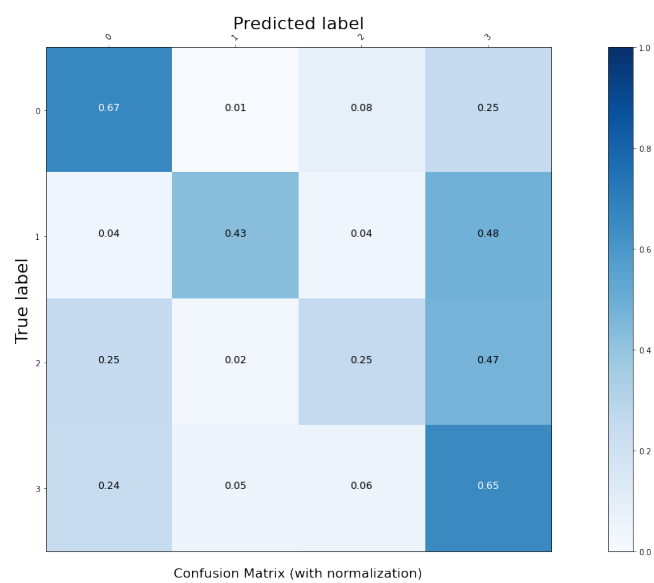 Predicted label
0 1 2 3
1.0
0 0.67 0.01 0.08 0.25
0.8
1 0.04 0.43 0.04 0.48
0.6
True label
0.4
2 0.25 0.02 0.25 0.47
0.2
3 0.24 0.05 0.06 0.65
0.0
Confusion Matrix (with normalization)